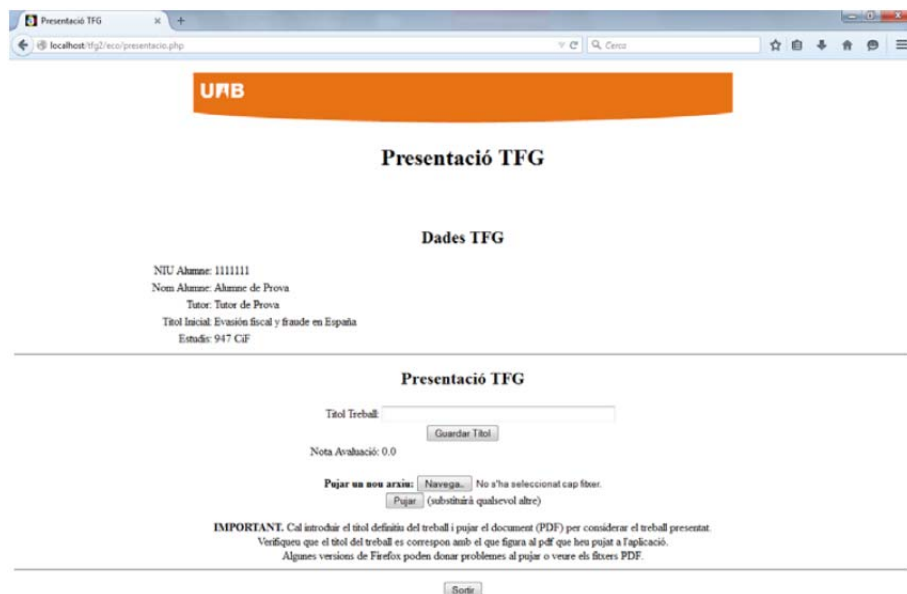 Presentació TFG
localhost/tfg2/eco/presentacio.php
Cerca
UAB
Presentació TFG
Dades TFG
NIU Alumne: 1111111
Nom Alumne: Alumne de Prova
Tutor: Tutor de Prova
Títol Inicial: Evasión fiscal y fraude en España
Estudis: 947 CiF
Presentació TFG
Títol Treball:
Guardar Títol
Nota Avaluació: 0.0
Pujar un nou arxiu: Navega... No s'ha seleccionat cap fitxer.
Pujar (substituirà qualsevol altre)
IMPORTANT. Cal introduir el títol definitiu del treball i pujar el document (PDF) per considerar el treball presentat.
Verifiqueu que el títol del treball es correspon amb el que figura al pdf que heu pujat a l'aplicació.
Algunes versions de Firefox poden donar problemes al pujar o veure els fitxers PDF.
Sortir